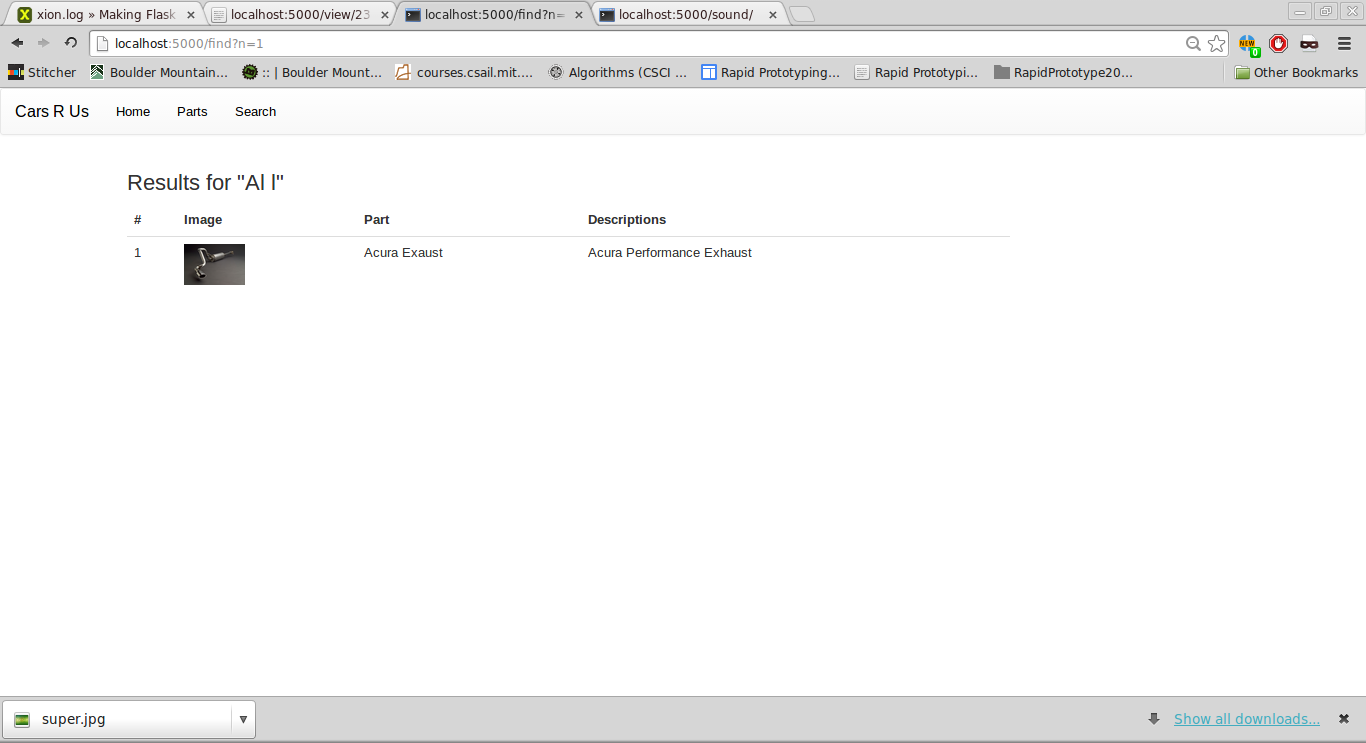 xion.log » Making Flask
localhost:5000/view/23
localhost:5000/find?n=
localhost:5000/sound/
localhost:5000/find?n=1
NEW
0
Stitcher
Boulder Mountain...
:: | Boulder Mount...
courses.csail.mit....
Algorithms (CSCI ...
Rapid Prototyping...
Rapid Prototypi...
RapidPrototype20...
Other Bookmarks
Cars R Us
Home
Parts
Search
Results for "Al l"
# Image Part Descriptions
1 Acura Exaust Acura Performance Exhaust
super.jpg
Show all downloads...